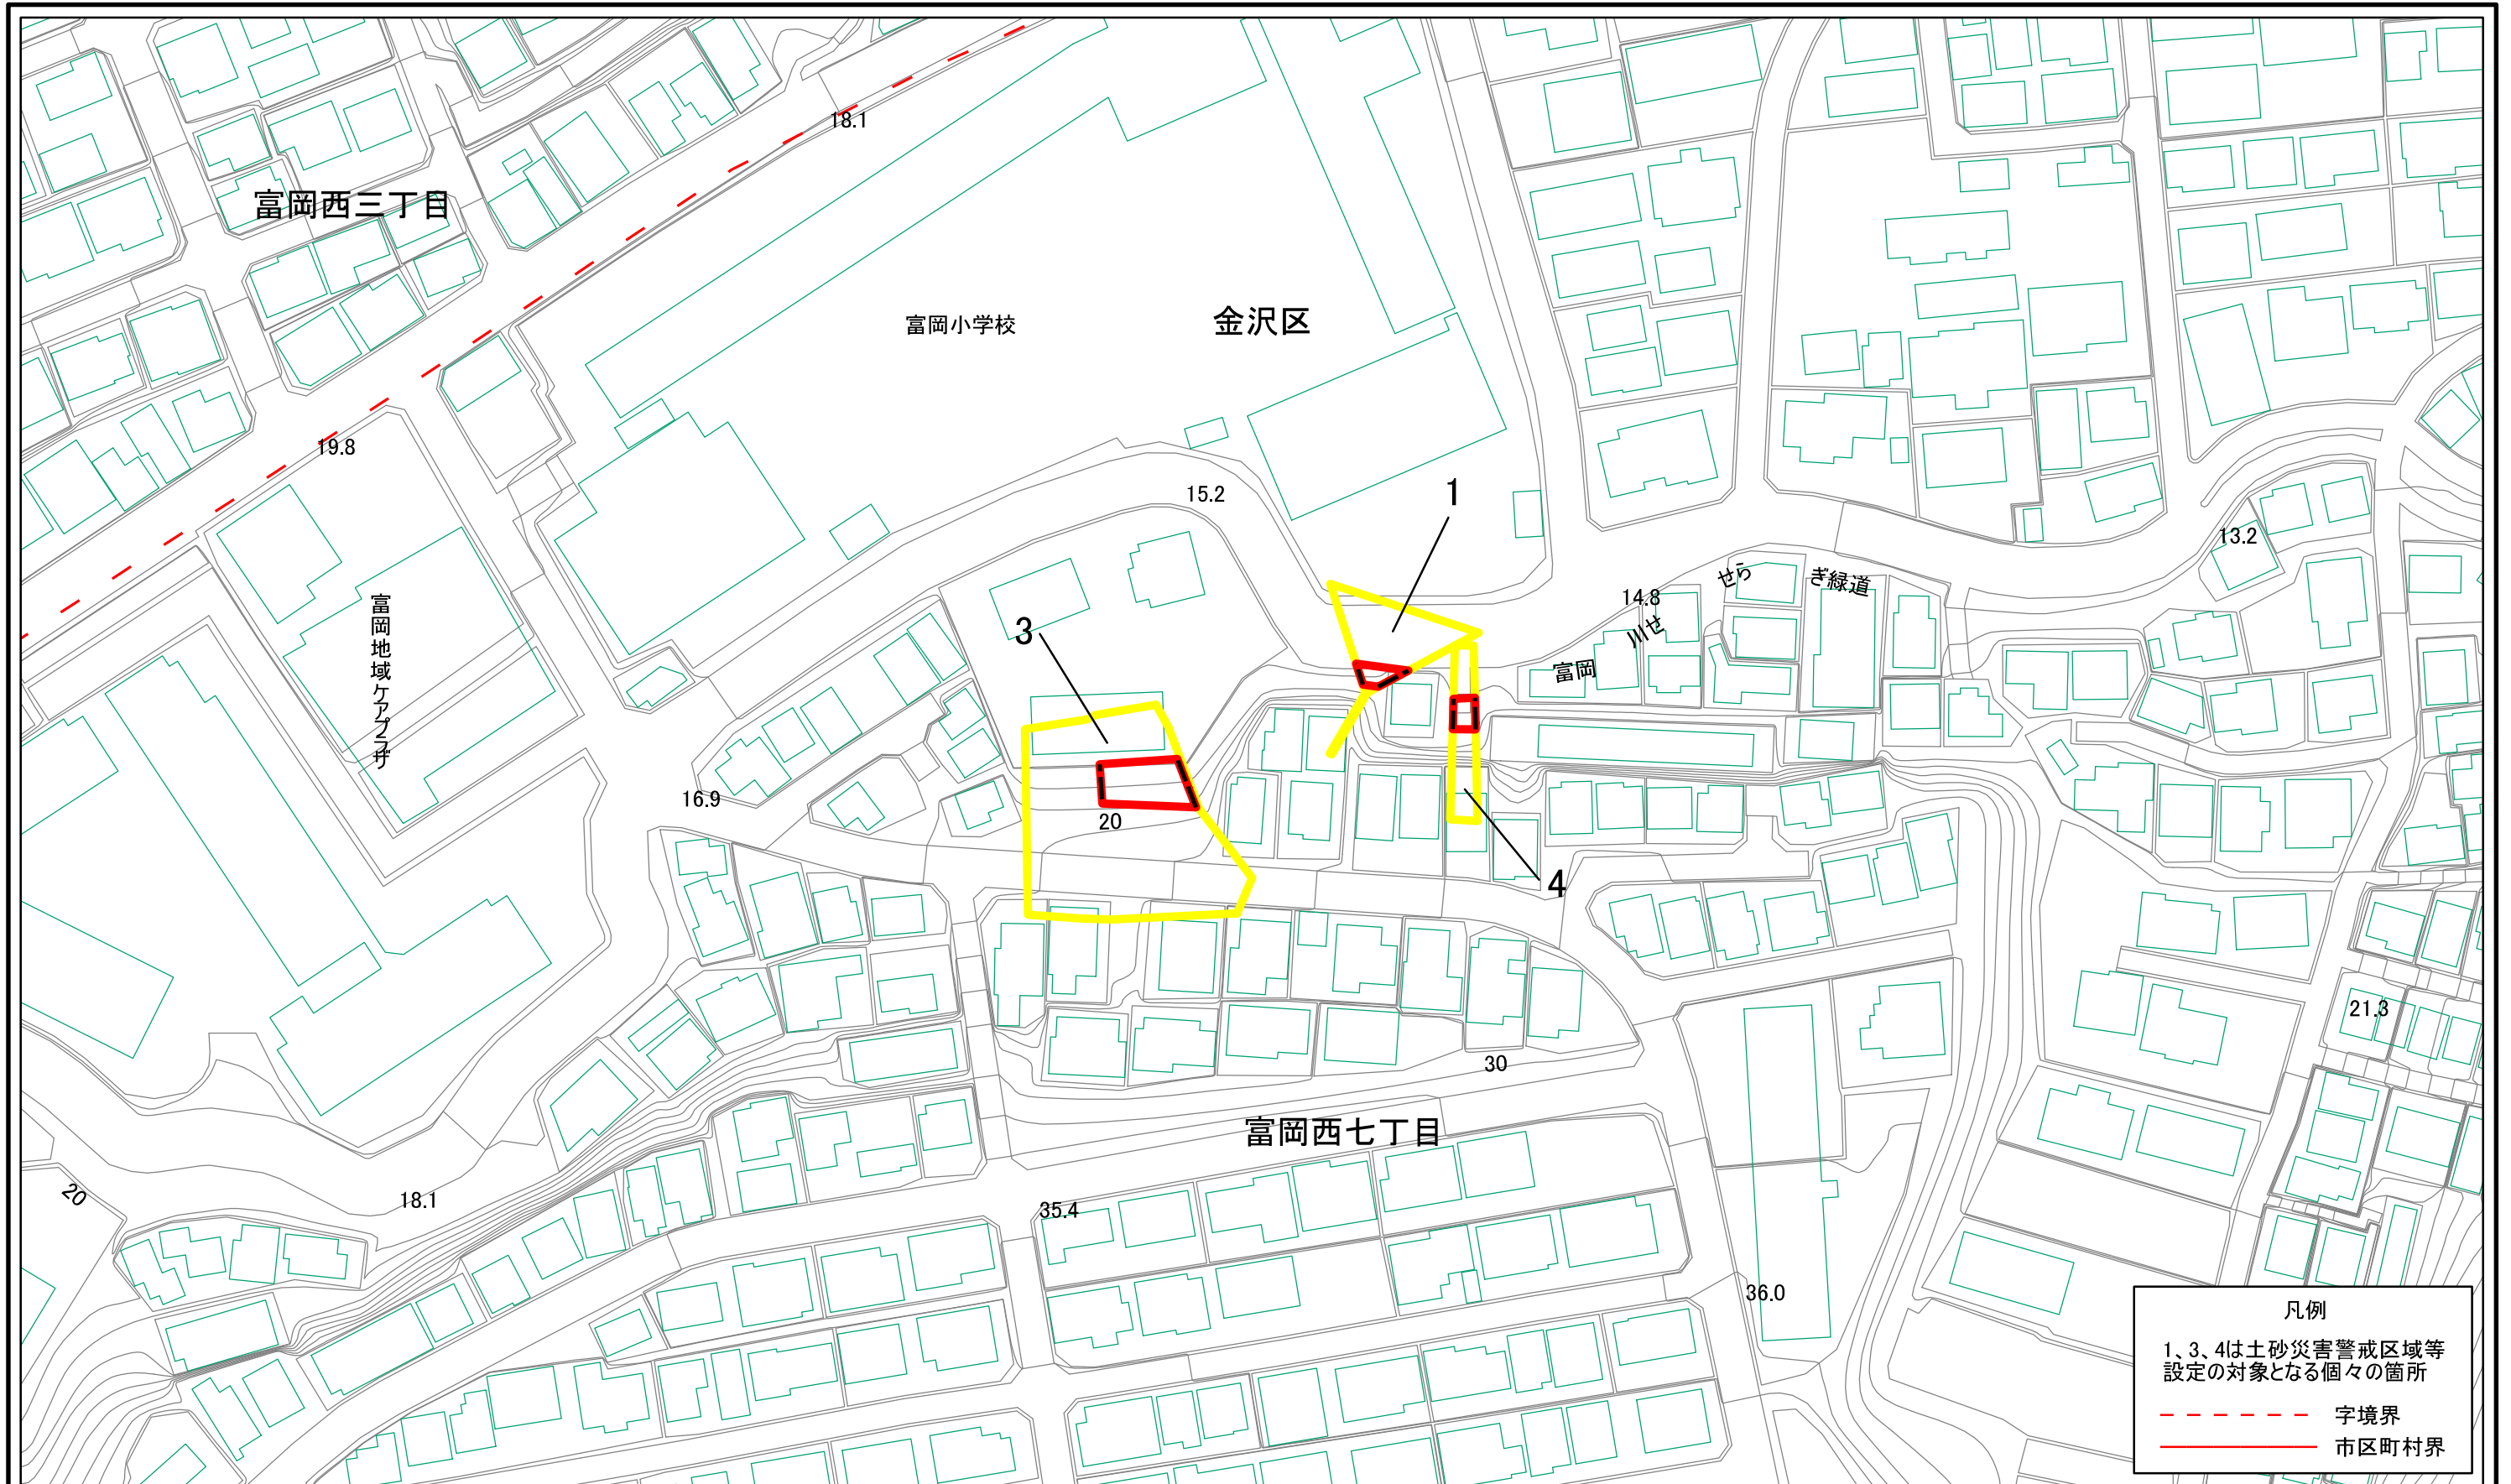 18.1
富岡西三丁目
富岡小学校
金沢区
19.8
15.2
1
13.2
富岡川せせらぎ緑道
14.8
富岡地域ケアプラザ
3
16.9
20
4
21.3
30
富岡西七丁目
20
18.1
35.4
36.0
凡例
1、3、4は土砂災害警戒区域等
設定の対象となる個々の箇所
字境界
市区町村界